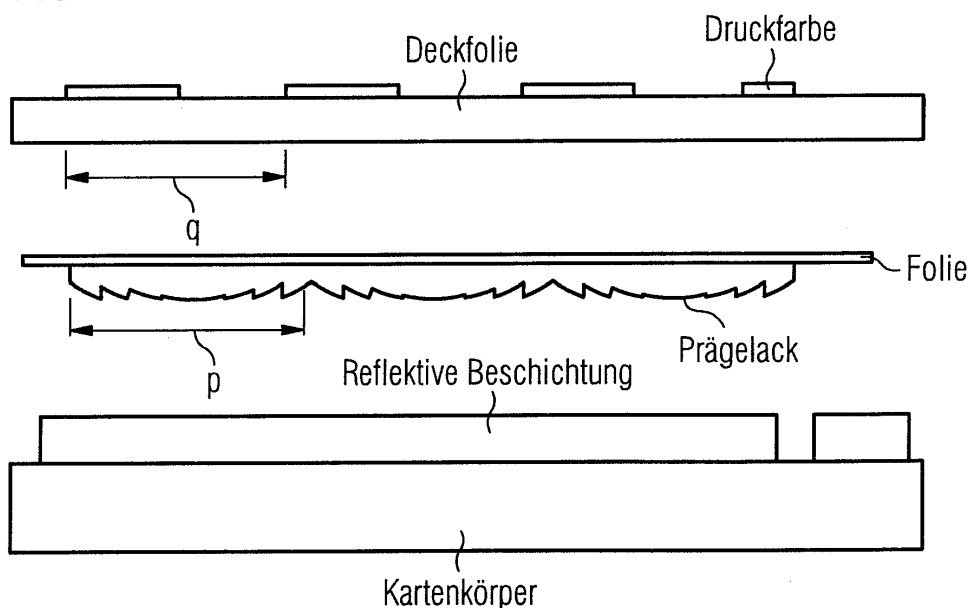 Deckfolie
Druckfarbe
q
Folie
p
Prägelack
Reflektive Beschichtung
Kartenkörper